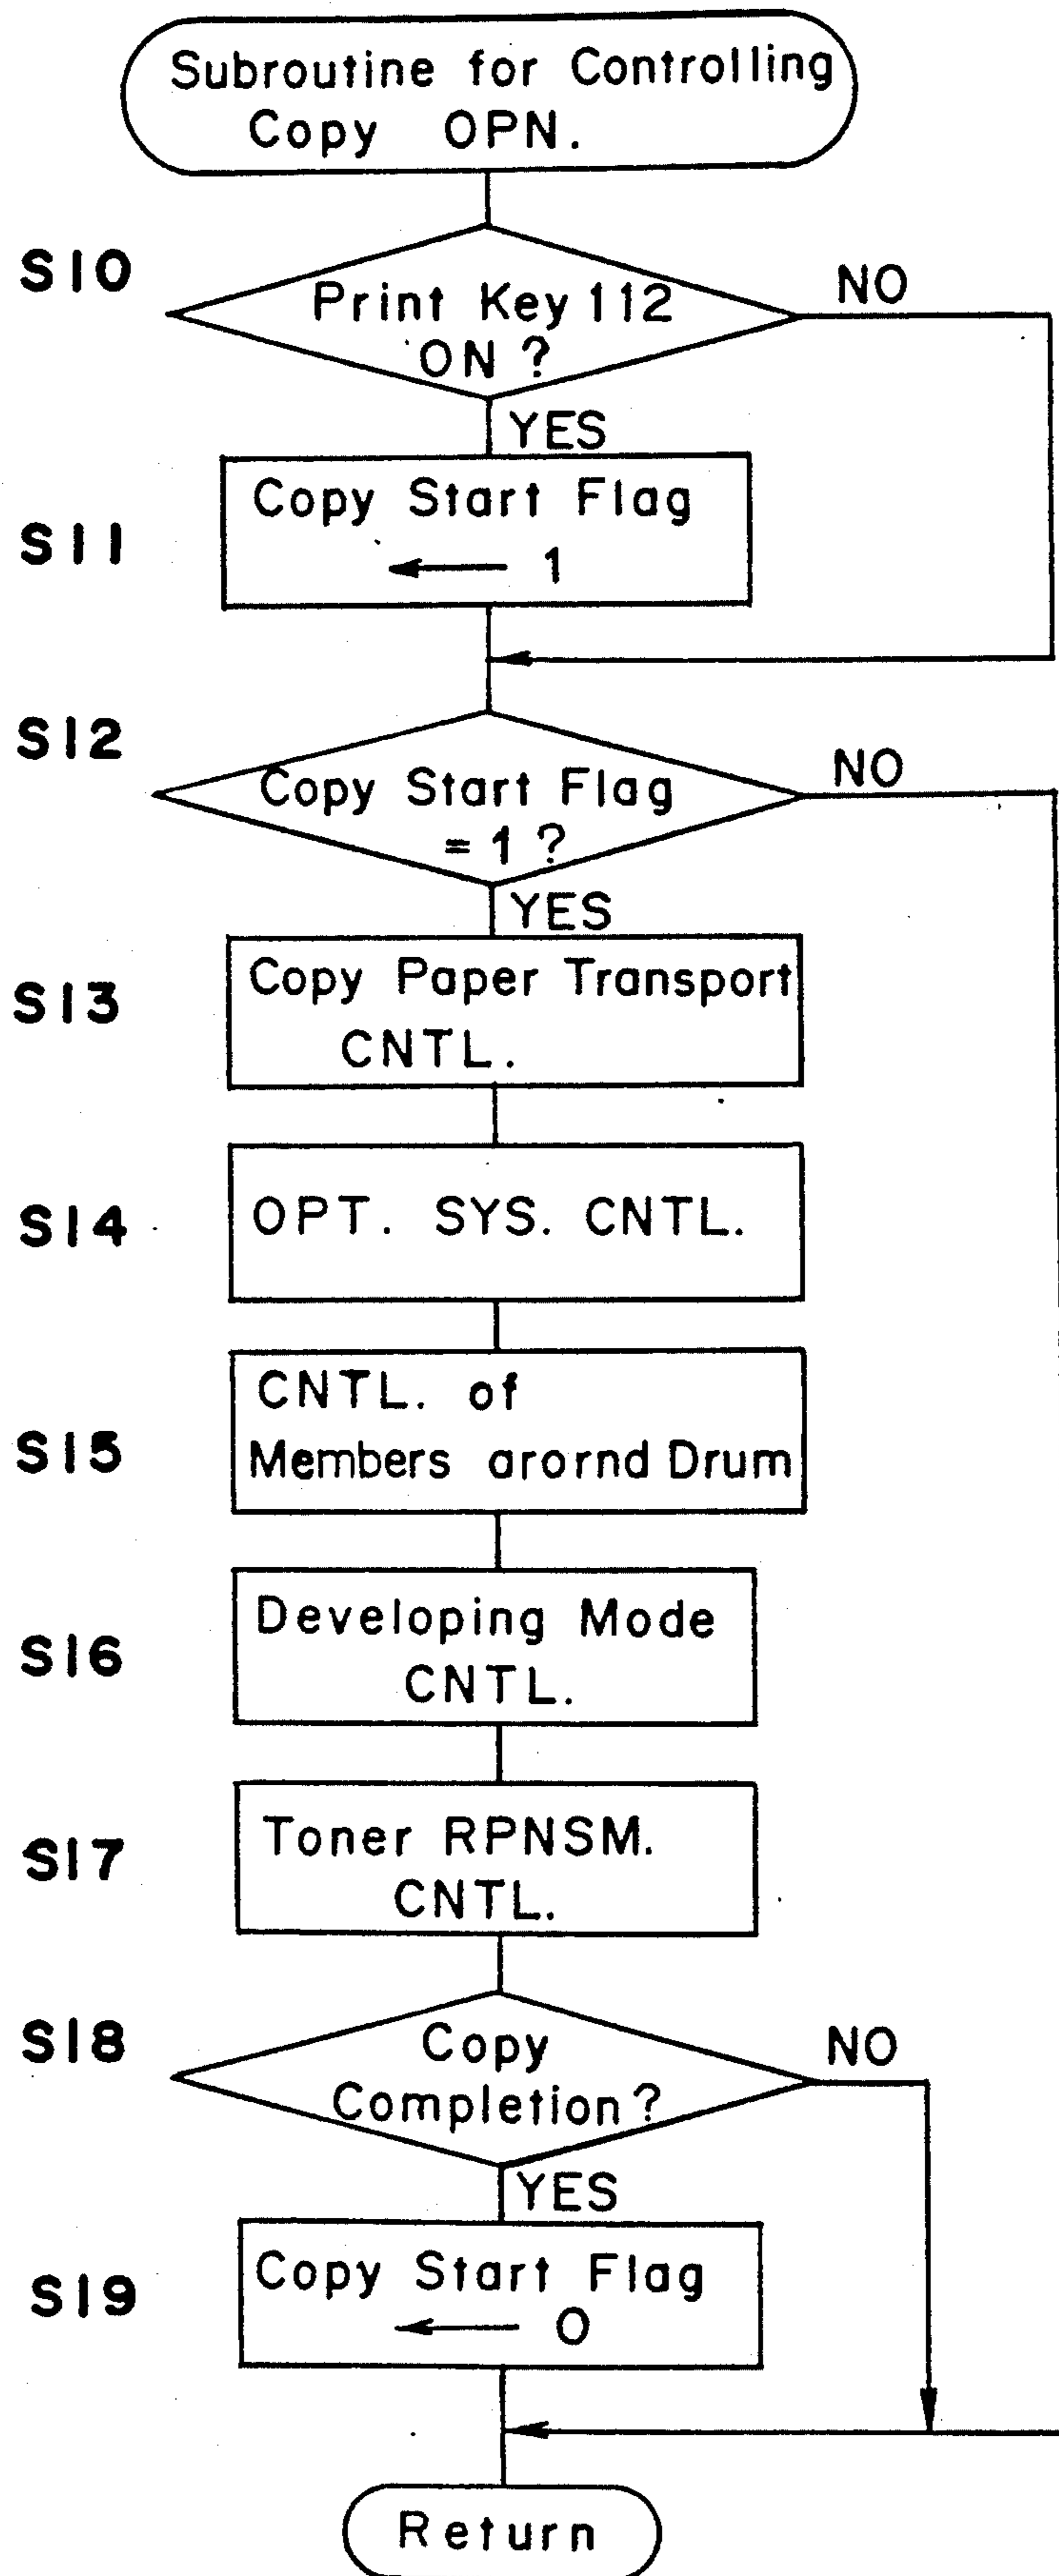 Subroutine for Controlling
Copy OPN.
S10
Print Key 112
ON ?
NO
YES
S11
Copy Start Flag
← 1
S12
Copy Start Flag
= 1 ?
NO
YES
S13
Copy Paper Transport
CNTL.
S14
OPT. SYS. CNTL.
S15
CNTL. of
Members arornd Drum
S16
Developing Mode
CNTL.
S17
Toner RPNSM.
CNTL.
S18
Copy
Completion ?
NO
YES
S19
Copy Start Flag
← 0
Return